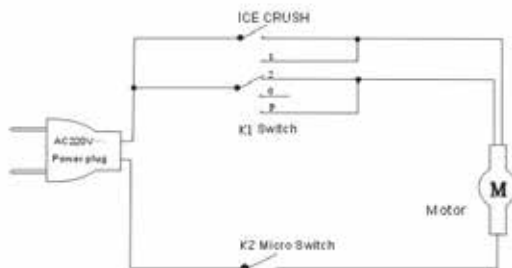 ICE CRUSH
1
2
0
P
K1 Switch
AC220V
Power plug
M
Motor
K2 Micro Switch